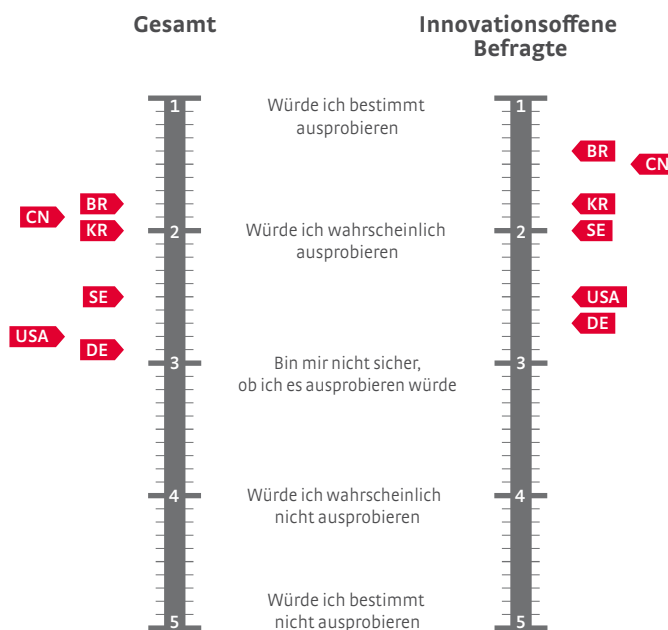 Gesamt
Innovationsoffene
Befragte
1
Würde ich bestimmt
ausprobieren
1
BR
CN
BR
CN
KR
KR
2
Würde ich wahrscheinlich
ausprobieren
2
SE
SE
USA
USA
DE
DE
3
Bin mir nicht sicher,
ob ich es ausprobieren würde
3
4
Würde ich wahrscheinlich
nicht ausprobieren
4
Würde ich bestimmt
nicht ausprobieren
5
5